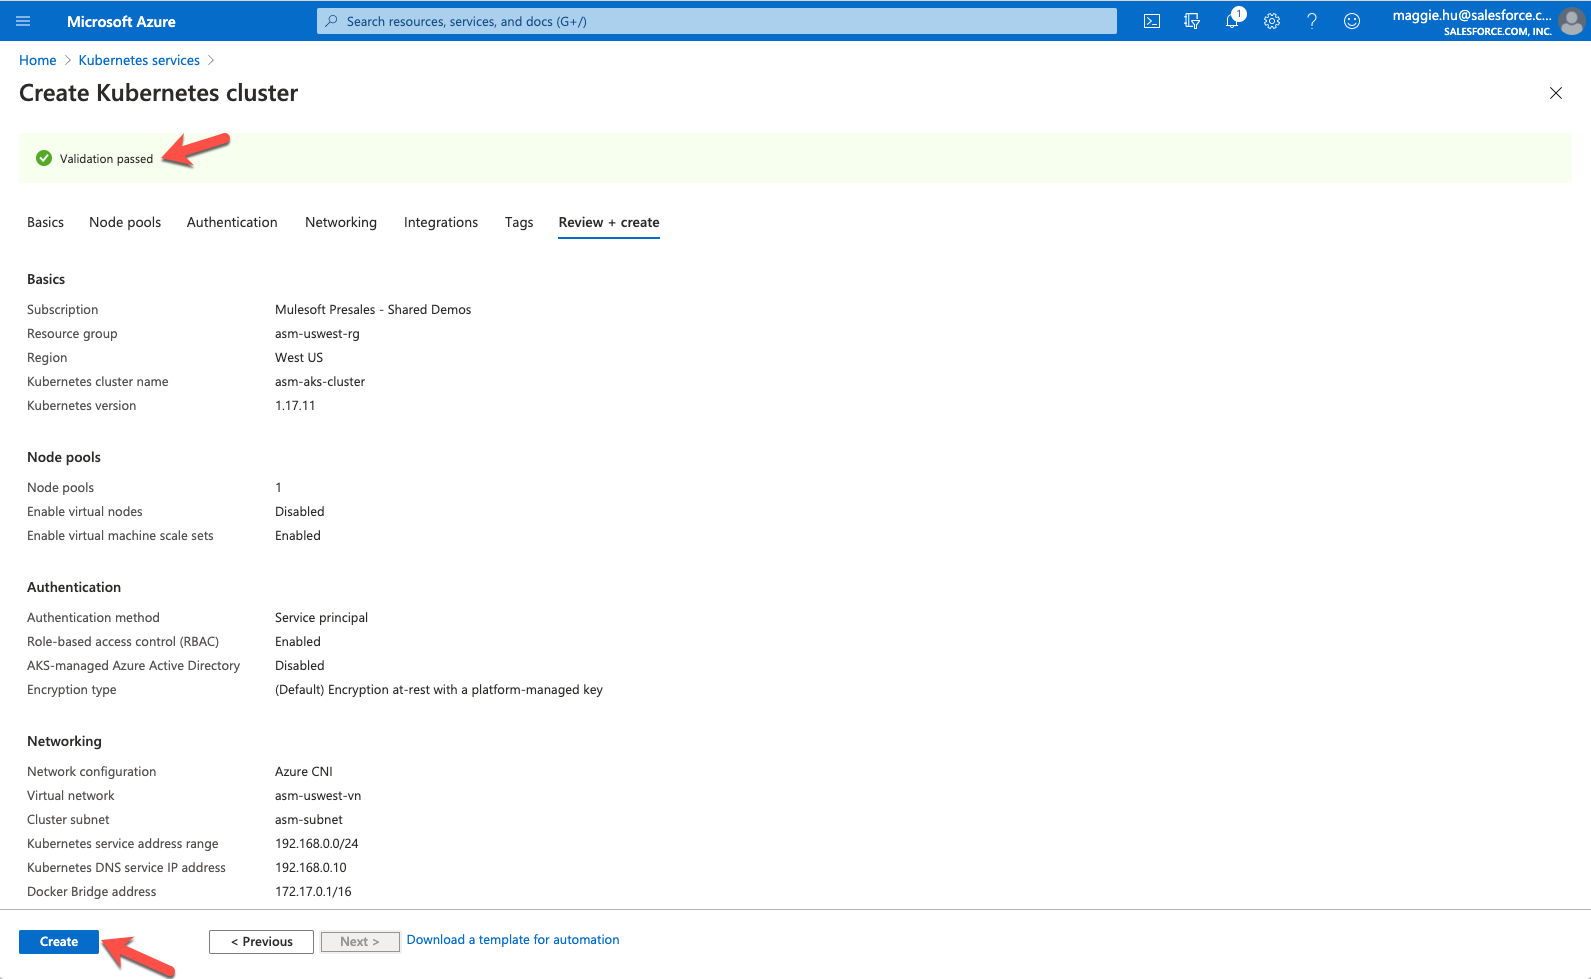 Microsoft Azure
Search resources, services, and docs (G+/)
1
maggie.hu@salesforce.c...
SALESFORCE.COM, INC.
Home > Kubernetes services >
Create Kubernetes cluster
Validation passed
Basics Node pools Authentication Networking Integrations Tags Review + create
Basics
Subscription Mulesoft Presales - Shared Demos
Resource group asm-uswest-rg
Region West US
Kubernetes cluster name asm-aks-cluster
Kubernetes version 1.17.11
Node pools
Node pools 1
Enable virtual nodes Disabled
Enable virtual machine scale sets Enabled
Authentication
Authentication method Service principal
Role-based access control (RBAC) Enabled
AKS-managed Azure Active Directory Disabled
Encryption type (Default) Encryption at-rest with a platform-managed key
Networking
Network configuration Azure CNI
Virtual network asm-uswest-vn
Cluster subnet asm-subnet
Kubernetes service address range 192.168.0.0/24
Kubernetes DNS service IP address 192.168.0.10
Docker Bridge address 172.17.0.1/16
Create < Previous Next > Download a template for automation